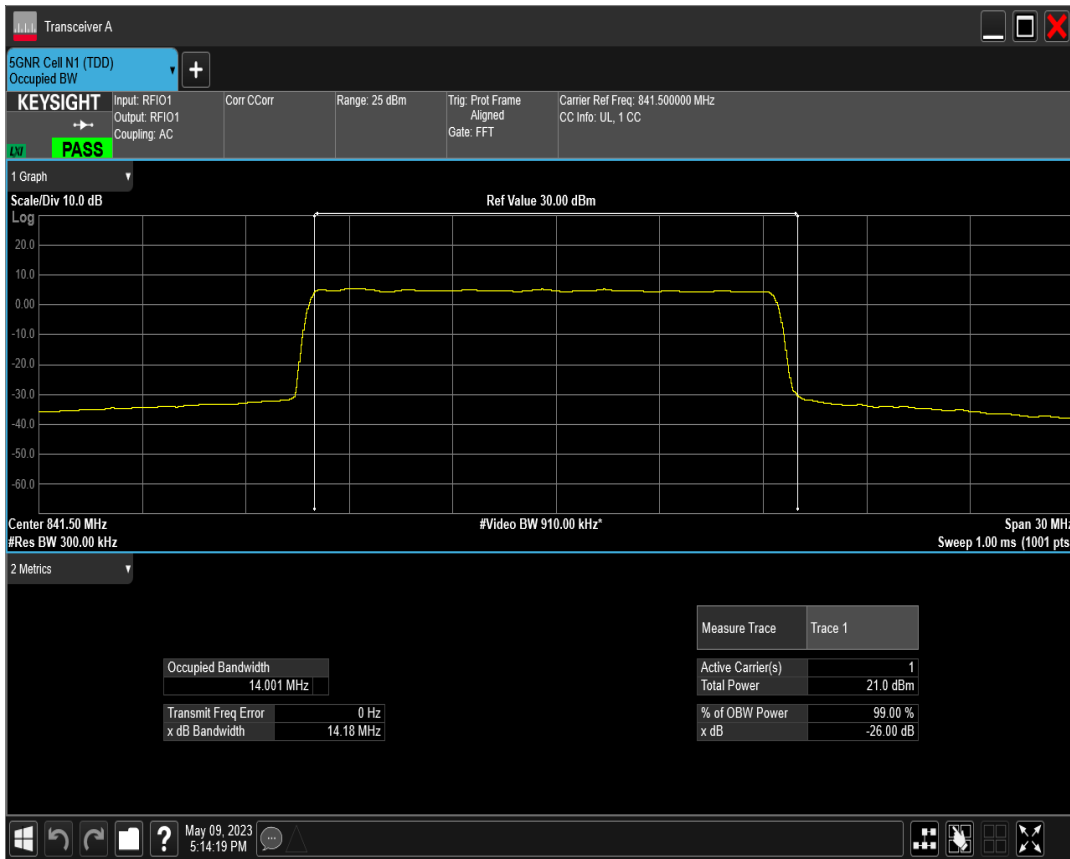 Transceiver A
5GNR Cell N1 (TDD)
Occupied BW
KEYSIGHT
LXI
PASS
Input: RFIO1
Output: RFIO1
Coupling: AC
Corr CCorr
Range: 25 dBm
Trig: Prot Frame
Aligned
Gate: FFT
Carrier Ref Freq: 841.500000 MHz
CC Info: UL, 1 CC
1 Graph
Scale/Div 10.0 dB
Ref Value 30.00 dBm
Log
20.0
10.0
0.00
-10.0
-20.0
-30.0
-40.0
-50.0
-60.0
Center 841.50 MHz
#Video BW 910.00 kHz*
Span 30 MHz
#Res BW 300.00 kHz
Sweep 1.00 ms (1001 pts
2 Metrics
Measure Trace Trace 1
Occupied Bandwidth
14.001 MHz
Active Carrier(s) 1
Total Power 21.0 dBm
Transmit Freq Error 0 Hz
x dB Bandwidth 14.18 MHz
% of OBW Power 99.00 %
x dB -26.00 dB
May 09, 2023
5:14:19 PM